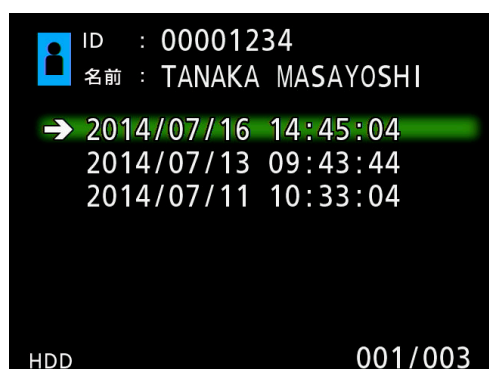 ID : 00001234
名前 : TANAKA MASAYOSHI
➔ 2014/07/16 14:45:04
2014/07/13 09:43:44
2014/07/11 10:33:04
HDD 001/003